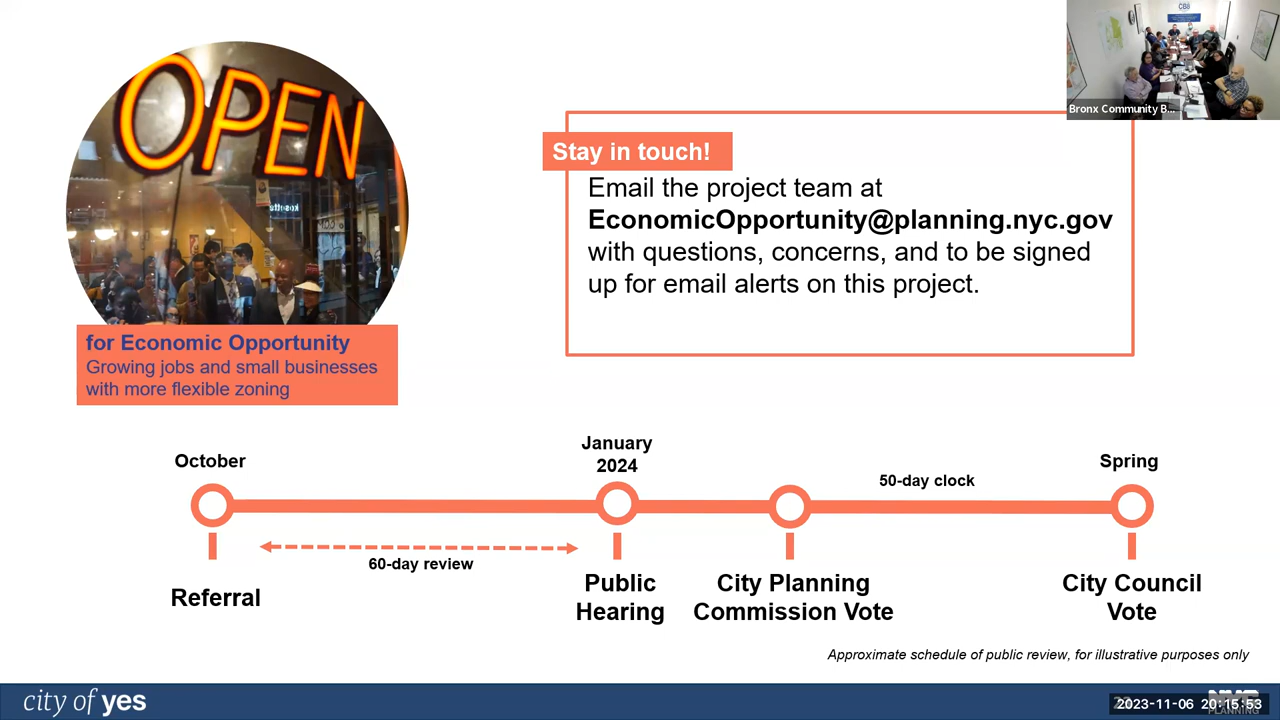 CB8
Bronx Community B...
OPEN
Stay in touch!
Email the project team at
EconomicOpportunity@planning.nyc.gov
with questions, concerns, and to be signed
up for email alerts on this project.
for Economic Opportunity
Growing jobs and small businesses
with more flexible zoning
October
January
2024
Spring
50-day clock
60-day review
Referral
Public
Hearing
City Planning
Commission Vote
City Council
Vote
Approximate schedule of public review, for illustrative purposes only
city of yes
NYC
PLANNING
2023-11-06 20:15:53